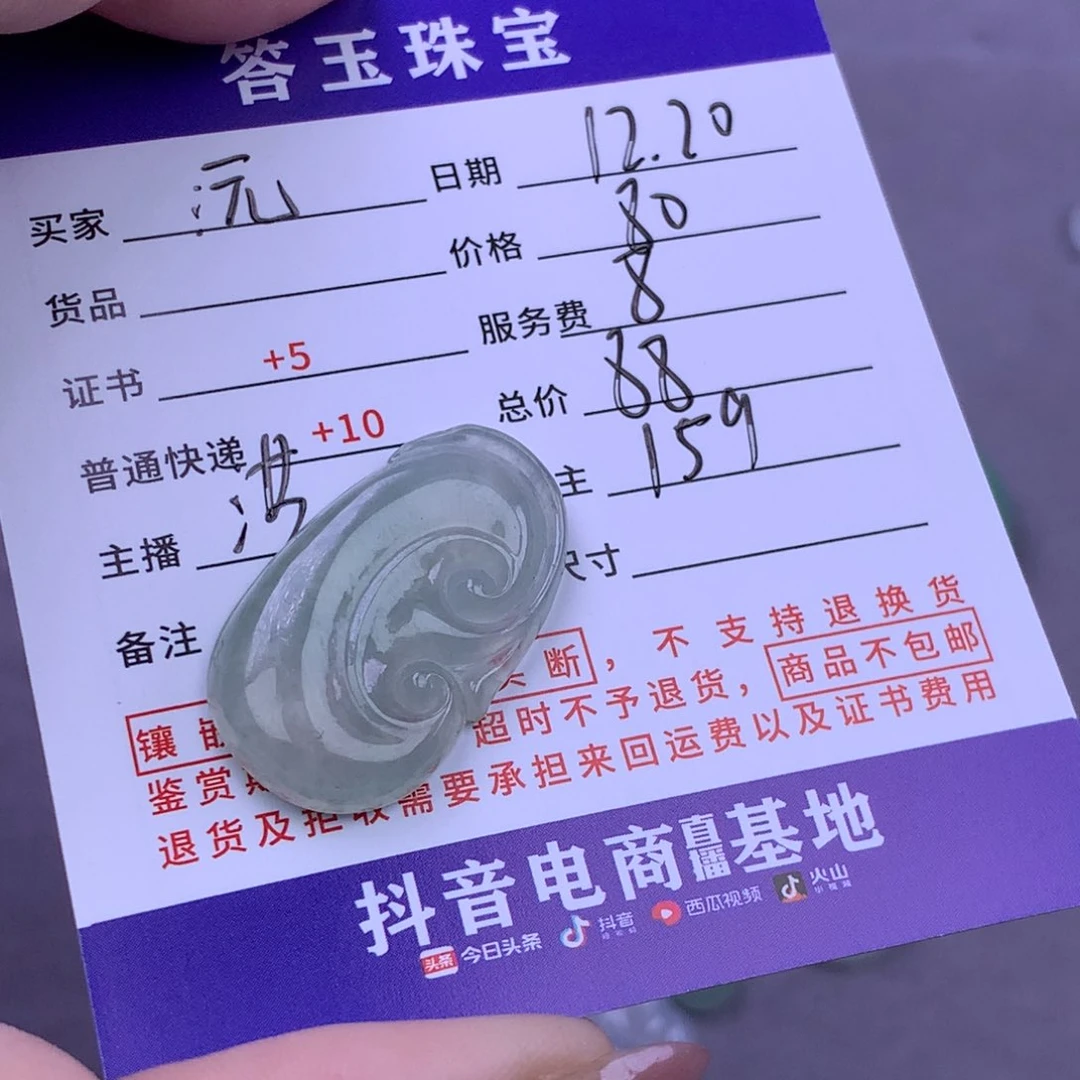 答玉珠宝
买家 沅 日期 12.20
货品 价格 80
证书 +5 服务费 8
普通快递 +10 总价 88
主播 洪 主 159
备注 尺寸
镶 断，不支持退换货
鉴赏 超时不予退货，商品不包邮
退货及拒收需要承担来回运费以及证书费用
抖音电商直播基地
头条 今日头条 抖音 西瓜视频 火山小视频